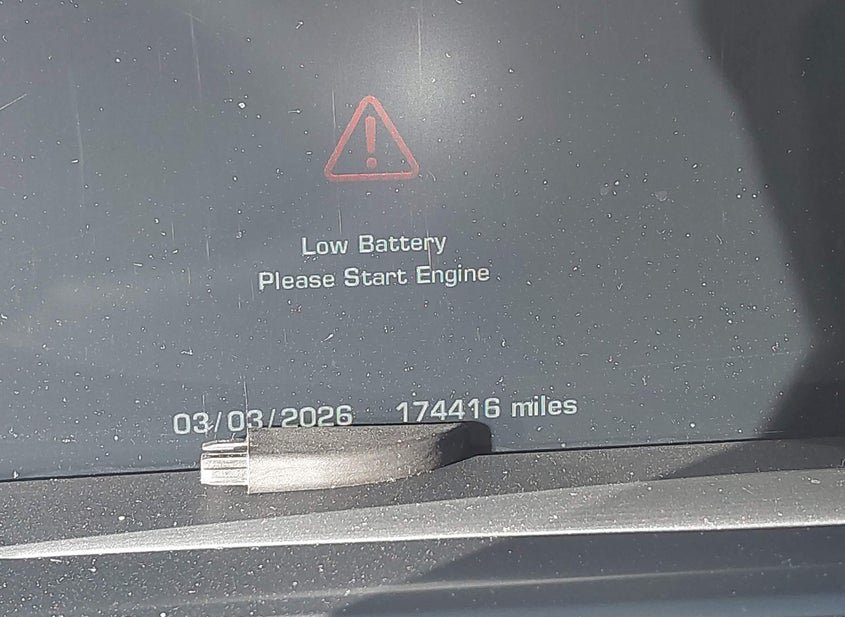 Low Battery
Please Start Engine
03/03/2026 174416 miles